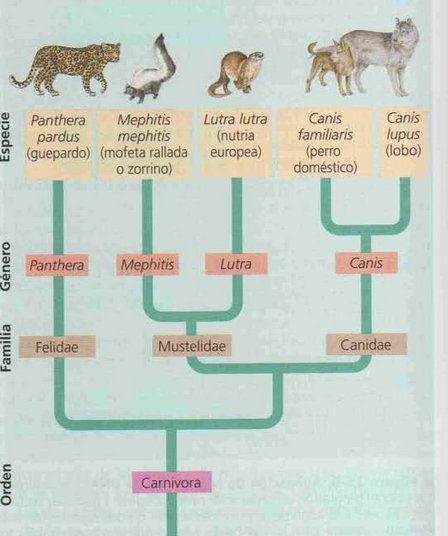 Especie
Panthera
pardus
(guepardo)
Mephitis
mephitis
(mofeta rallada
o zorrino)
Lutra lutra
(nutria
europea)
Canis
familiaris
(perro
doméstico)
Canis
lupus
(lobo)
Género
Panthera
Mephitis
Lutra
Canis
Familia
Felidae
Mustelidae
Canidae
Orden
Carnivora